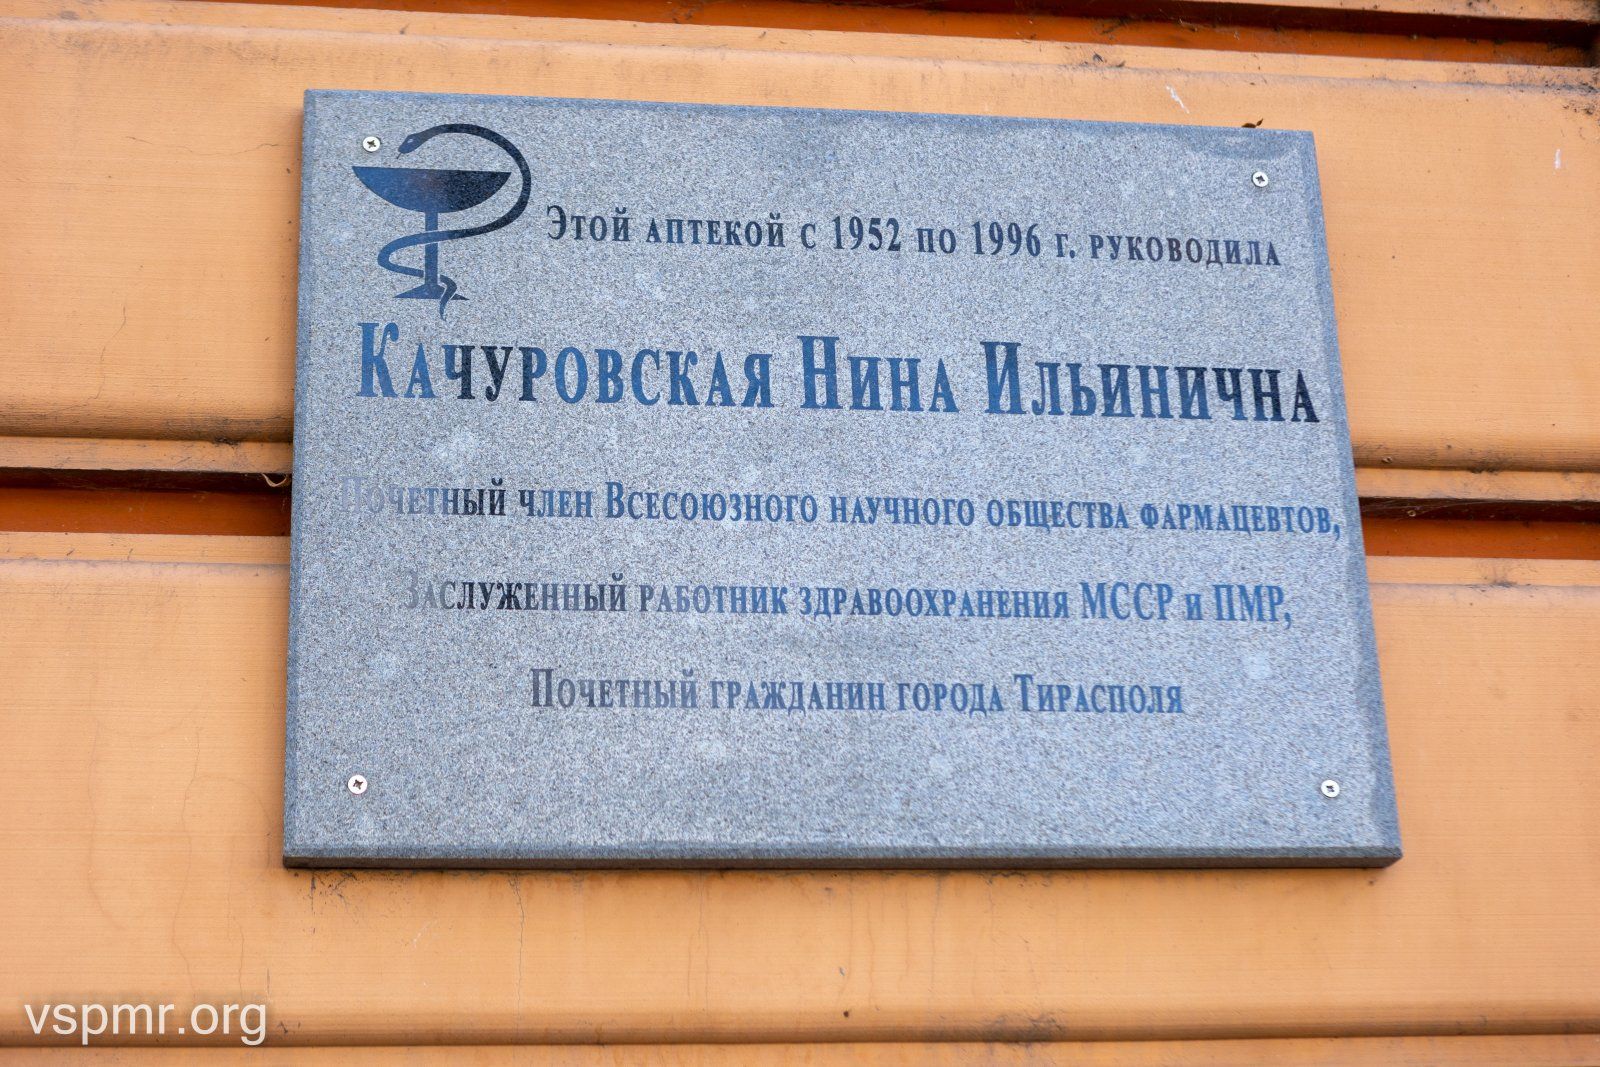 Этой аптекой с 1952 по 1996 г. руководила
Качуровская Нина Ильинична
Почетный член Всесоюзного научного общества фармацевтов,
Заслуженный работник здравоохранения МССР и ПМР,
Почетный гражданин города Тирасполя
vspmr.org